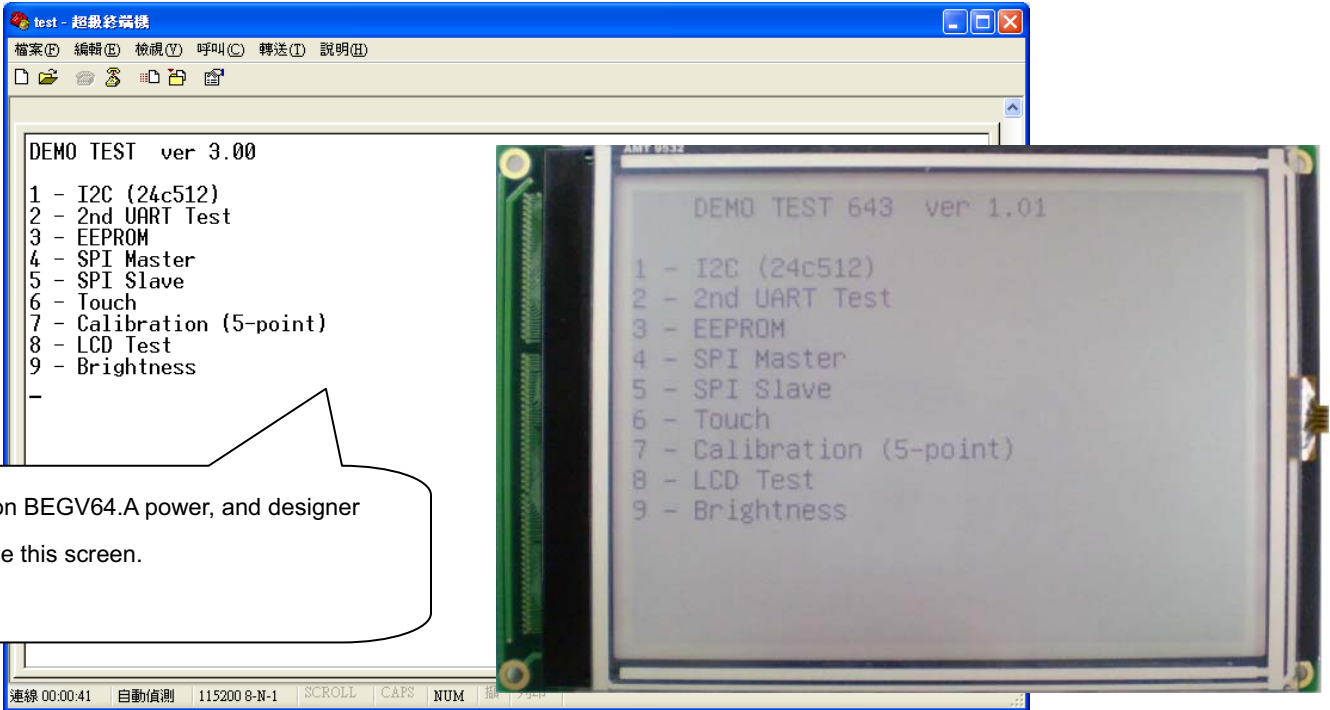 test - 超級終端機
檔案(F) 編輯(E) 檢視(V) 呼叫(C) 轉送(T) 說明(H)
DEMO TEST ver 3.00
1 - I2C (24c512)
2 - 2nd UART Test
3 - EEPROM
4 - SPI Master
5 - SPI Slave
6 - Touch
7 - Calibration (5-point)
8 - LCD Test
9 - Brightness
_
on BEGV64.A power, and designer
e this screen.
連線 00:00:41 自動偵測 115200 8-N-1 SCROLL CAPS NUM
AMT 9532
DEMO TEST 643 ver 1.01
1 - I2C (24c512)
2 - 2nd UART Test
3 - EEPROM
4 - SPI Master
5 - SPI Slave
6 - Touch
7 - Calibration (5-point)
8 - LCD Test
9 - Brightness